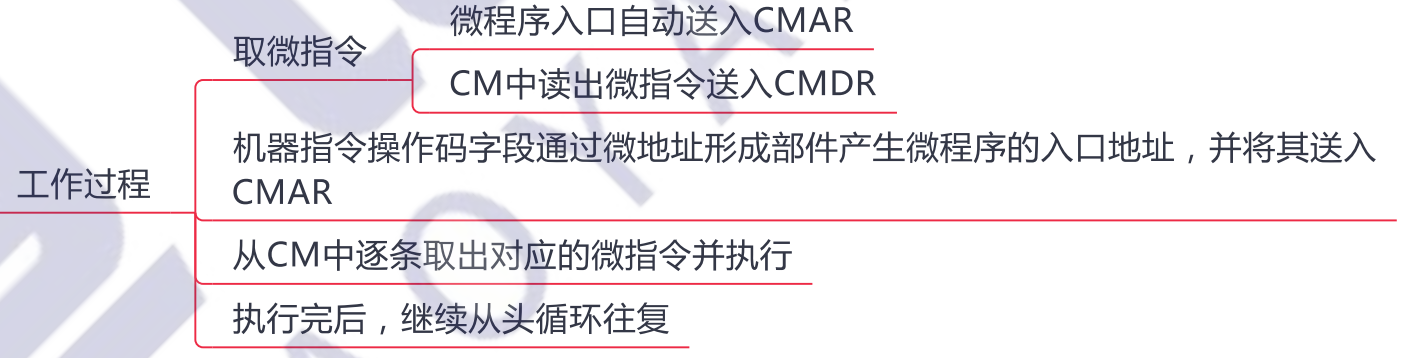 微程序入口自动送入CMAR
取微指令
CM中读出微指令送入CMDR
机器指令操作码字段通过微地址形成部件产生微程序的入口地址，并将其送入
CMAR
工作过程
从CM中逐条取出对应的微指令并执行
执行完后，继续从头循环往复